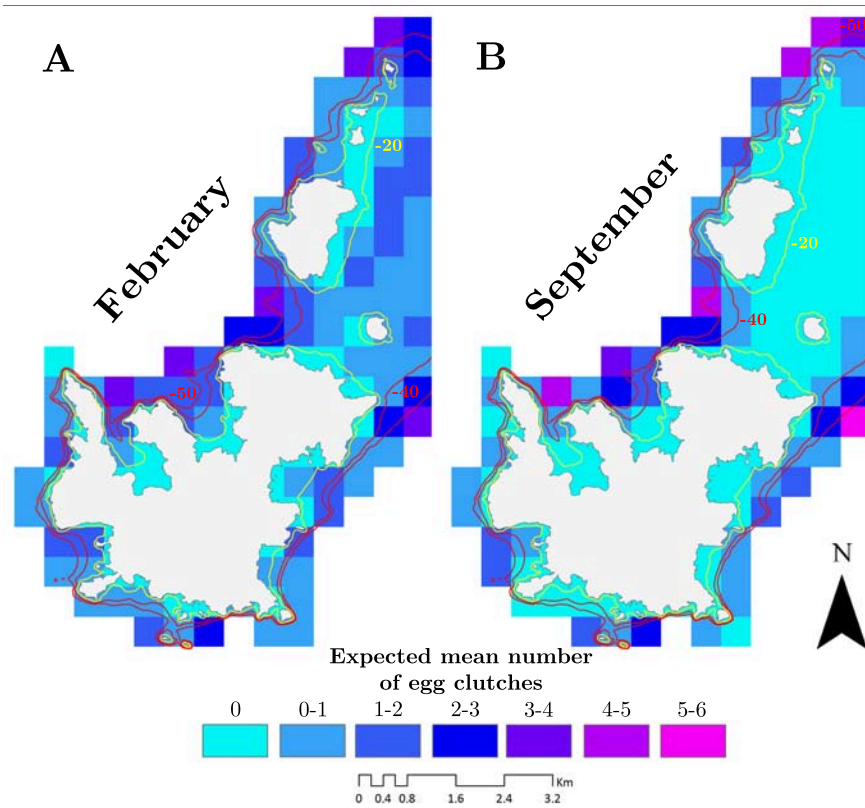 A
B
-50
-20
February
September
-20
-40
-50
-40
N
Expected mean number
of egg clutches
0 0-1 1-2 2-3 3-4 4-5 5-6
Km
0 0.4 0.8 1.6 2.4 3.2